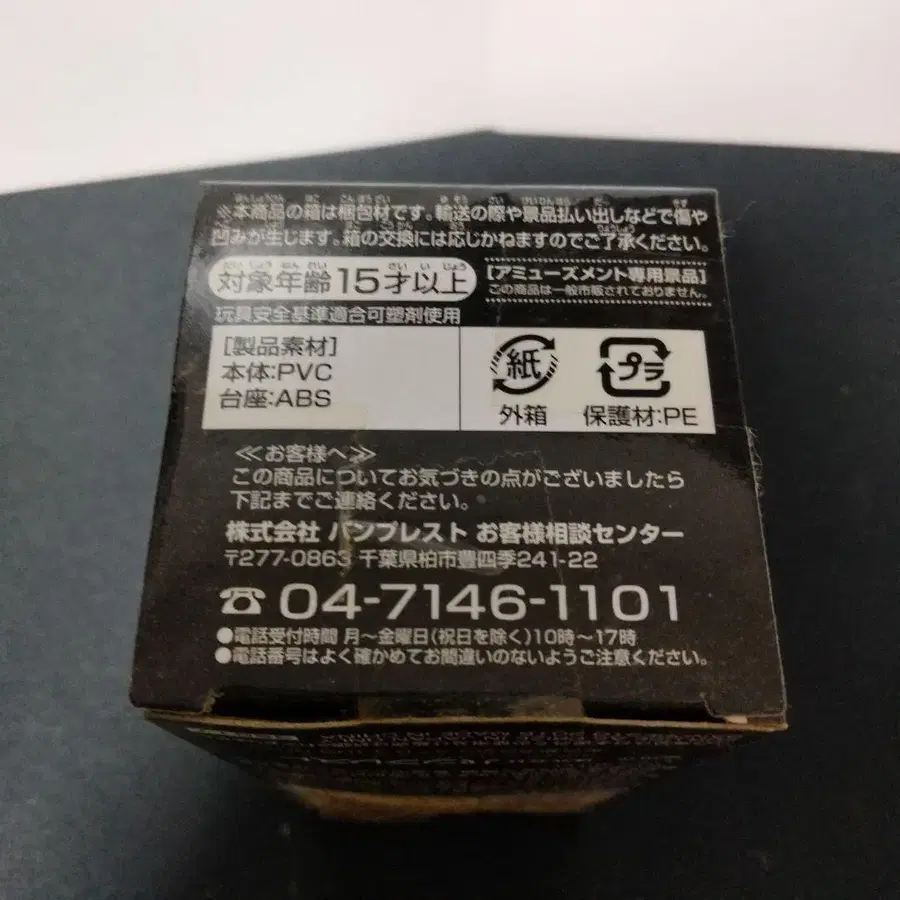 ※本商品の箱は梱包材です。輸送の際や景品払い出しなどで傷や
凹みが生じます。箱の交換には応じかねますのでご了承ください。
対象年齢15才以上
[アミューズメント専用景品]
この商品は一般市販されておりません。
玩具安全基準適合可塑剤使用
[製品素材]
本体:PVC
台座:ABS
紙
外箱
プラ
保護材:PE
≪お客様へ≫
この商品についてお気づきの点がございましたら
下記までご連絡ください。
株式会社 バンプレスト お客様相談センター
〒277-0863 千葉県柏市豊四季241-22
☎04-7146-1101
●電話受付時間 月～金曜日(祝日を除く)10時～17時
●電話番号はよく確かめてお間違いのないようご注意ください。